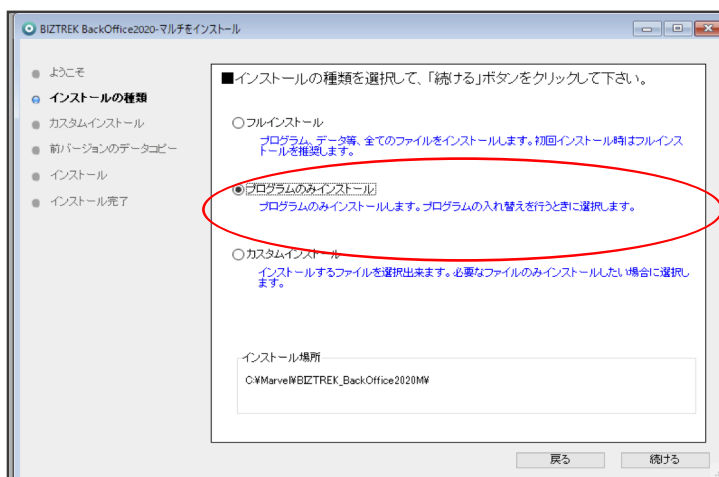 BIZTREK BackOffice2020-マルチをインストール
ようこそ
インストールの種類
カスタムインストール
前バージョンのデータコピー
インストール
インストール完了
■インストールの種類を選択して、「続ける」ボタンをクリックして下さい。
フルインストール
プログラム、データ等、全てのファイルをインストールします。初回インストール時はフルインス
トールを推奨します。
プログラムのみインストール
プログラムのみインストールします。プログラムの入れ替えを行うときに選択します。
カスタムインストール
インストールするファイルを選択出来ます。必要なファイルのみインストールしたい場合に選択し
ます。
インストール場所
C:¥Marvel¥BIZTREK_BackOffice2020M¥
戻る
続ける